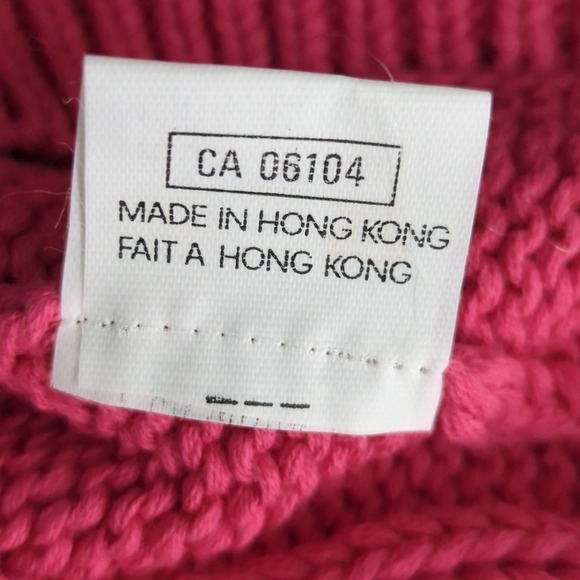 CA 06104
MADE IN HONG KONG
FAIT A HONG KONG